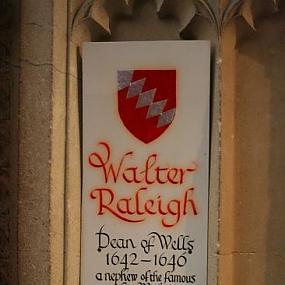 Walter
Raleigh
Dean of Wells
1642-1646
a nephew of the famous